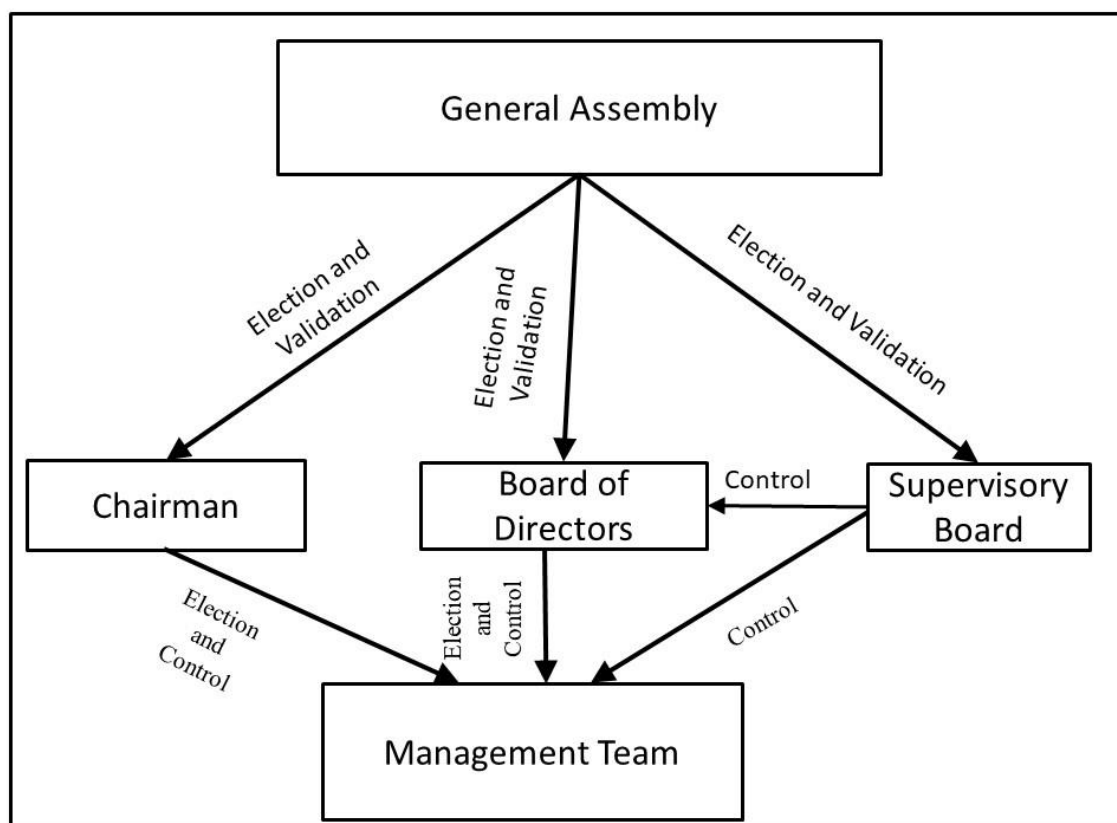 General Assembly
Election and
Validation
Election and
Validation
Election and Validation
Chairman
Board of
Directors
Control
Supervisory
Board
Election
and
Control
Election
and
Control
Control
Management Team